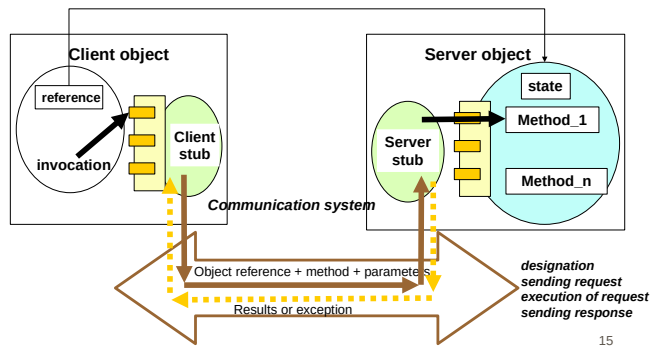 Client object
Server object
reference
state
invocation
Client
stub
Server
stub
Method_1
Method_n
Communication system
Object reference + method + parameters
Results or exception
designation
sending request
execution of request
sending response
15